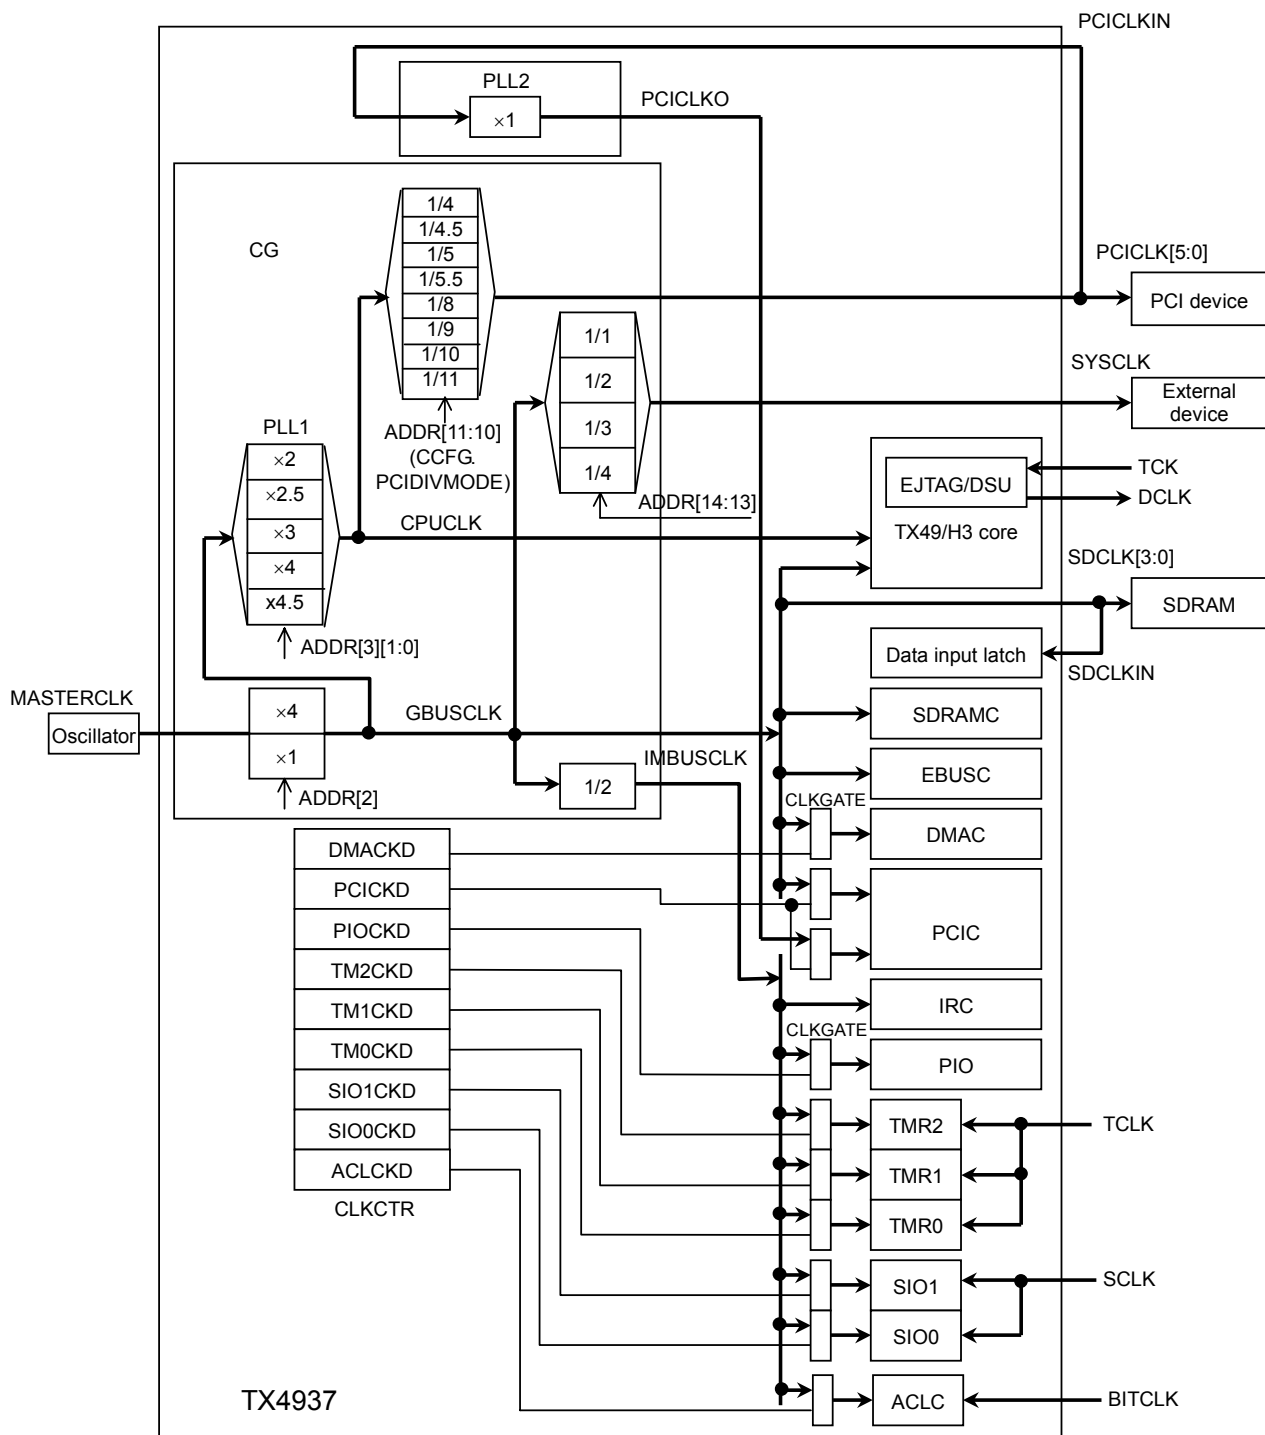 PCICLKIN
PLL2
×1
PCICLKO
CG
1/4
1/4.5
1/5
1/5.5
1/8
1/9
1/10
1/11
ADDR[11:10]
(CCFG.
PCIDIVMODE)
PCICLK[5:0]
PCI device
1/1
1/2
1/3
1/4
ADDR[14:13]
SYSCLK
External
device
PLL1
×2
×2.5
×3
×4
x4.5
ADDR[3][1:0]
CPUCLK
EJTAG/DSU
TX49/H3 core
TCK
DCLK
SDCLK[3:0]
SDRAM
Data input latch
SDCLKIN
MASTERCLK
Oscillator
×4
×1
ADDR[2]
GBUSCLK
IMBUSCLK
1/2
SDRAMC
EBUSC
CLKGATE
DMAC
PCIC
IRC
CLKGATE
PIO
DMACKD
PCICKD
PIOCKD
TM2CKD
TM1CKD
TM0CKD
SIO1CKD
SIO0CKD
ACLCKD
CLKCTR
TMR2
TMR1
TMR0
TCLK
SIO1
SIO0
SCLK
ACLC
BITCLK
TX4937